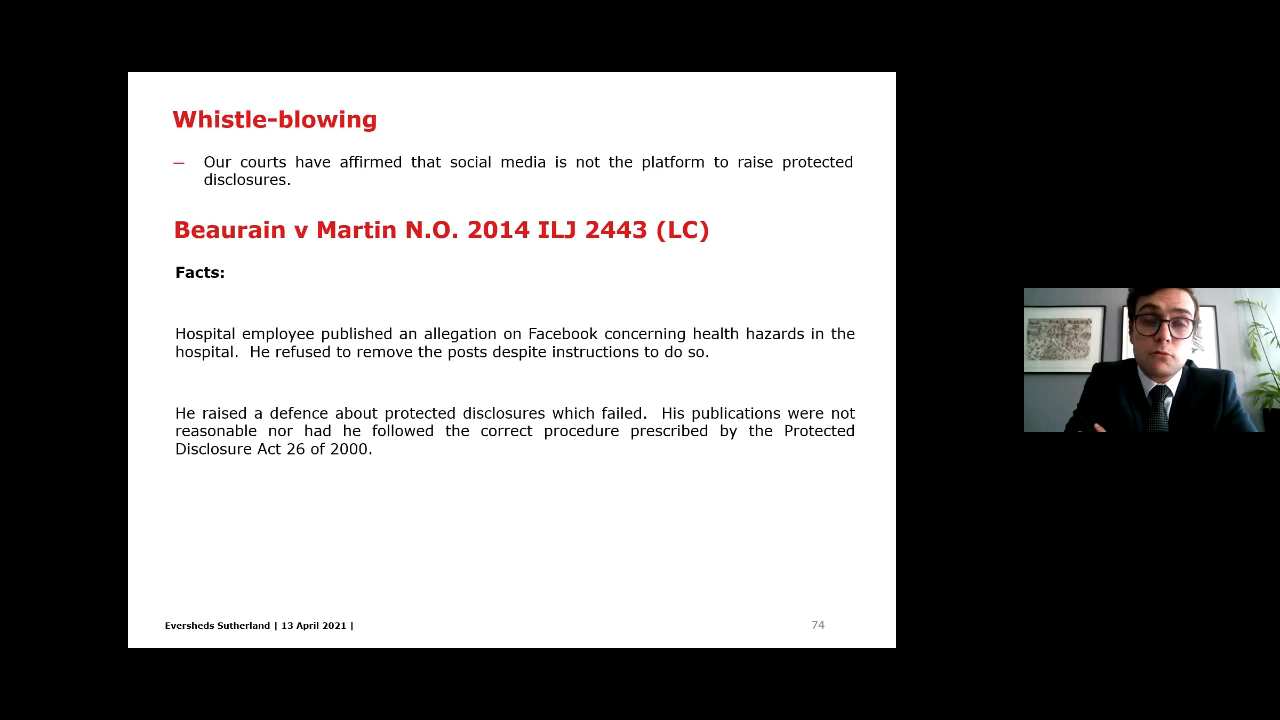 Whistle-blowing
— Our courts have affirmed that social media is not the platform to raise protected
disclosures.
Beaurain v Martin N.O. 2014 ILJ 2443 (LC)
Facts:
Hospital employee published an allegation on Facebook concerning health hazards in the
hospital.  He refused to remove the posts despite instructions to do so.
He raised a defence about protected disclosures which failed.  His publications were not
reasonable nor had he followed the correct procedure prescribed by the Protected
Disclosure Act 26 of 2000.
Eversheds Sutherland | 13 April 2021 |
74